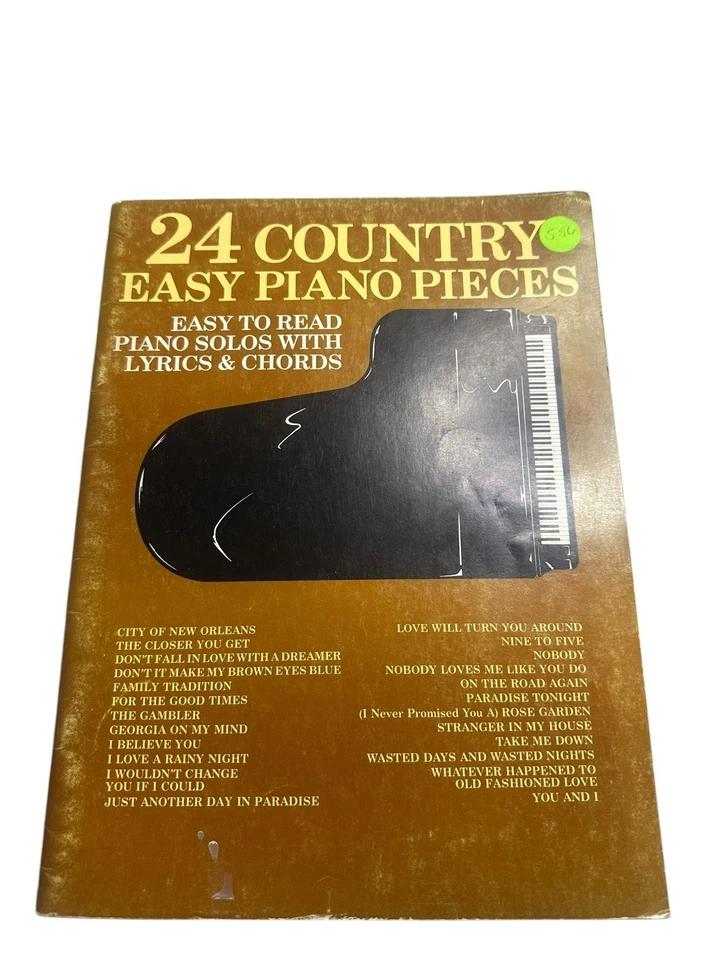 24 COUNTRY
EASY PIANO PIECES
EASY TO READ
PIANO SOLOS WITH
LYRICS & CHORDS
CITY OF NEW ORLEANS
THE CLOSER YOU GET
DON'T FALL IN LOVE WITH A DREAMER
DON'T IT MAKE MY BROWN EYES BLUE
FAMILY TRADITION
FOR THE GOOD TIMES
THE GAMBLER
GEORGIA ON MY MIND
I BELIEVE YOU
I LOVE A RAINY NIGHT
I WOULDN'T CHANGE
YOU IF I COULD
JUST ANOTHER DAY IN PARADISE
LOVE WILL TURN YOU AROUND
NINE TO FIVE
NOBODY
NOBODY LOVES ME LIKE YOU DO
ON THE ROAD AGAIN
PARADISE TONIGHT
(I Never Promised You A) ROSE GARDEN
STRANGER IN MY HOUSE
TAKE ME DOWN
WASTED DAYS AND WASTED NIGHTS
WHATEVER HAPPENED TO
OLD FASHIONED LOVE
YOU AND I